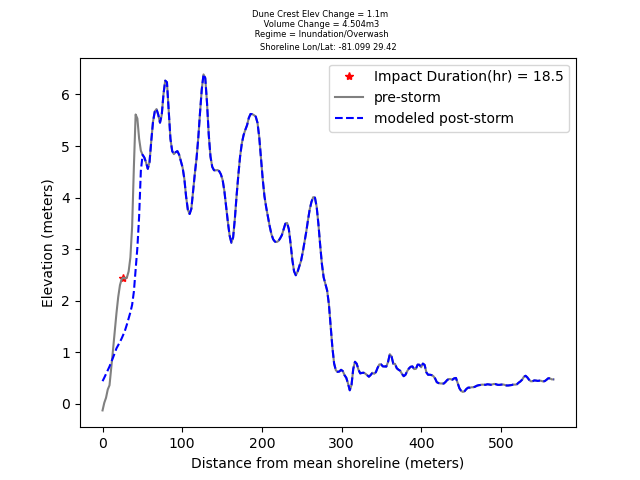 Dune Crest Elev Change = 1.1m
Volume Change = 4.504m3
Regime = Inundation/Overwash
Shoreline Lon/Lat: -81.099 29.42
Impact Duration(hr) = 18.5
pre-storm
modeled post-storm
Elevation (meters)
6
5
4
3
2
1
0
0 100 200 300 400 500
Distance from mean shoreline (meters)